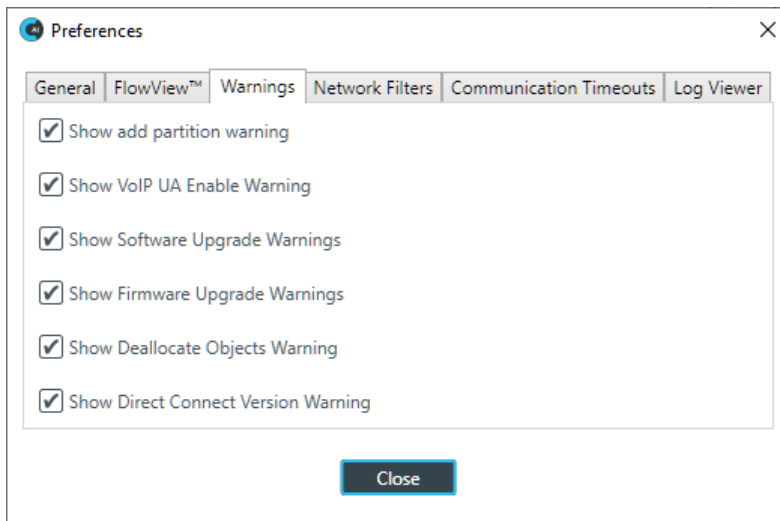 Preferences
General FlowView™ Warnings Network Filters Communication Timeouts Log Viewer
Show add partition warning
Show VoIP UA Enable Warning
Show Software Upgrade Warnings
Show Firmware Upgrade Warnings
Show Deallocate Objects Warning
Show Direct Connect Version Warning
Close